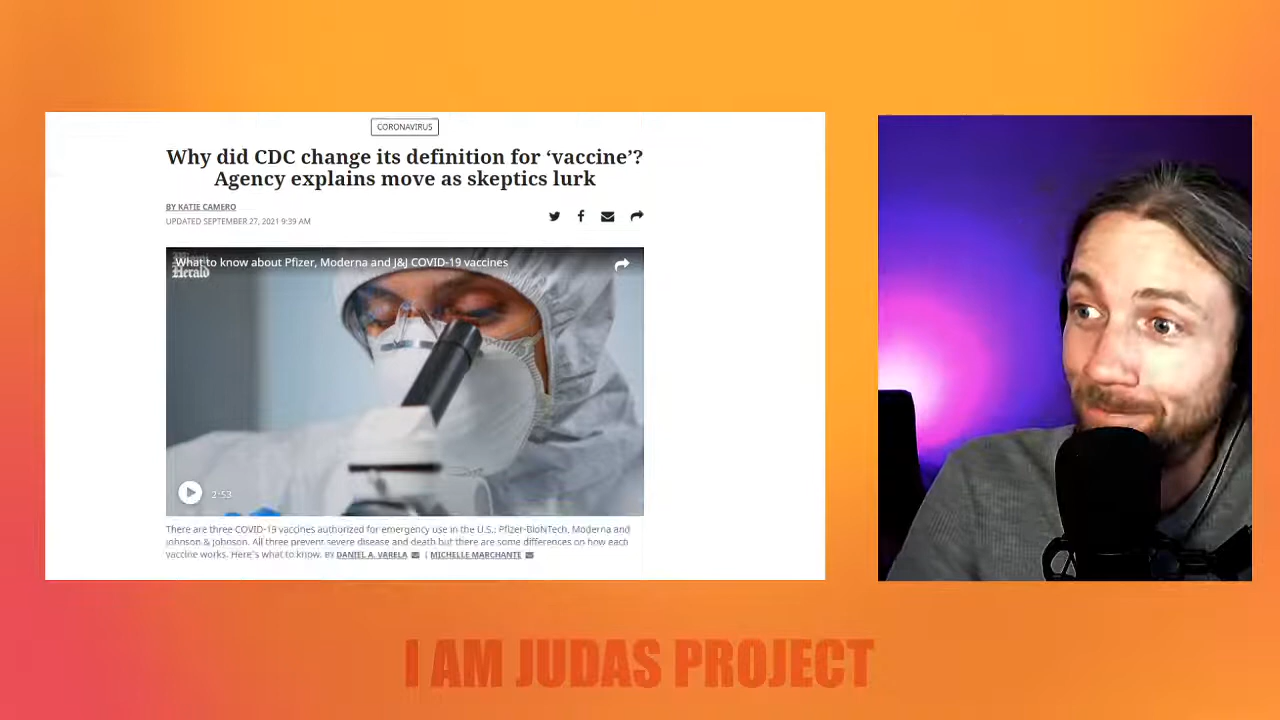 CORONAVIRUS
Why did CDC change its definition for ‘vaccine’?
Agency explains move as skeptics lurk
BY KATIE CAMERO
UPDATED SEPTEMBER 27, 2021 9:39 AM
What to know about Pfizer, Moderna and J&J COVID-19 vaccines
Miami
Herald
2:53
There are three COVID-19 vaccines authorized for emergency use in the U.S.: Pfizer-BioNTech, Moderna and
Johnson & Johnson. All three prevent severe disease and death but there are some differences on how each
vaccine works. Here's what to know. BY DANIEL A. VARELA | MICHELLE MARCHANTE
I AM JUDAS PROJECT